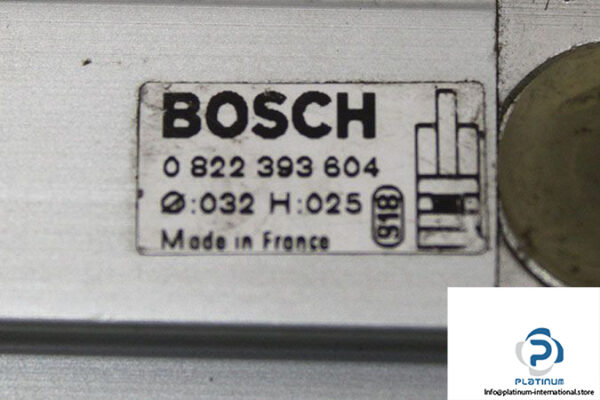 BOSCH
0 822 393 604
Ø:032 H:025
918
Made in France
PLATINUM
info@platinum-international.store